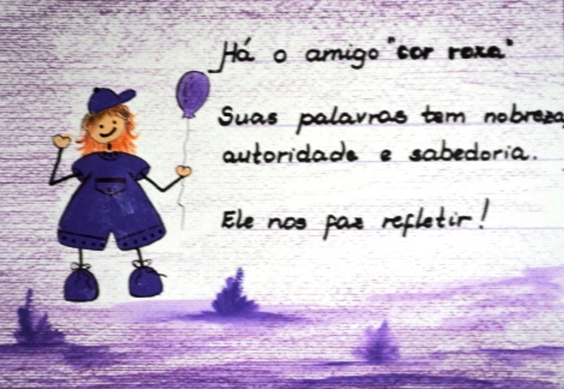 Há o amigo "cor roxa"
Suas palavras tem nobreza,
autoridade e sabedoria.
Ele nos faz refletir!